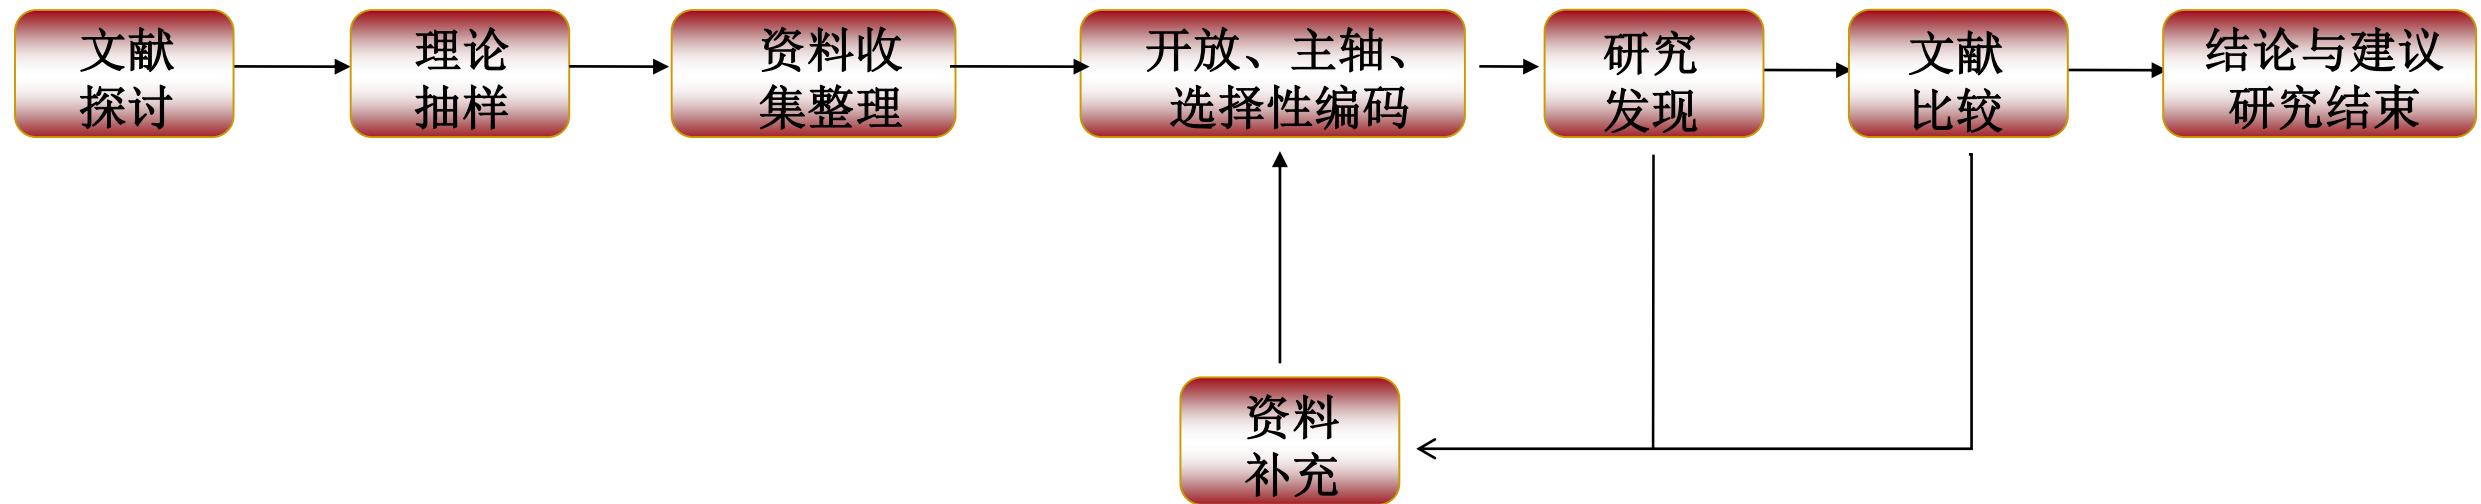 文献
探讨
理论
抽样
资料收
集整理
开放、主轴、
选择性编码
研究
发现
文献
比较
结论与建议
研究结束
资料
补充